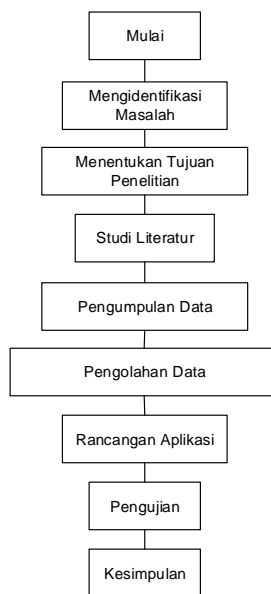 Mulai
Mengidentifikasi
Masalah
Menentukan Tujuan
Penelitian
Studi Literatur
Pengumpulan Data
Pengolahan Data
Rancangan Aplikasi
Pengujian
Kesimpulan